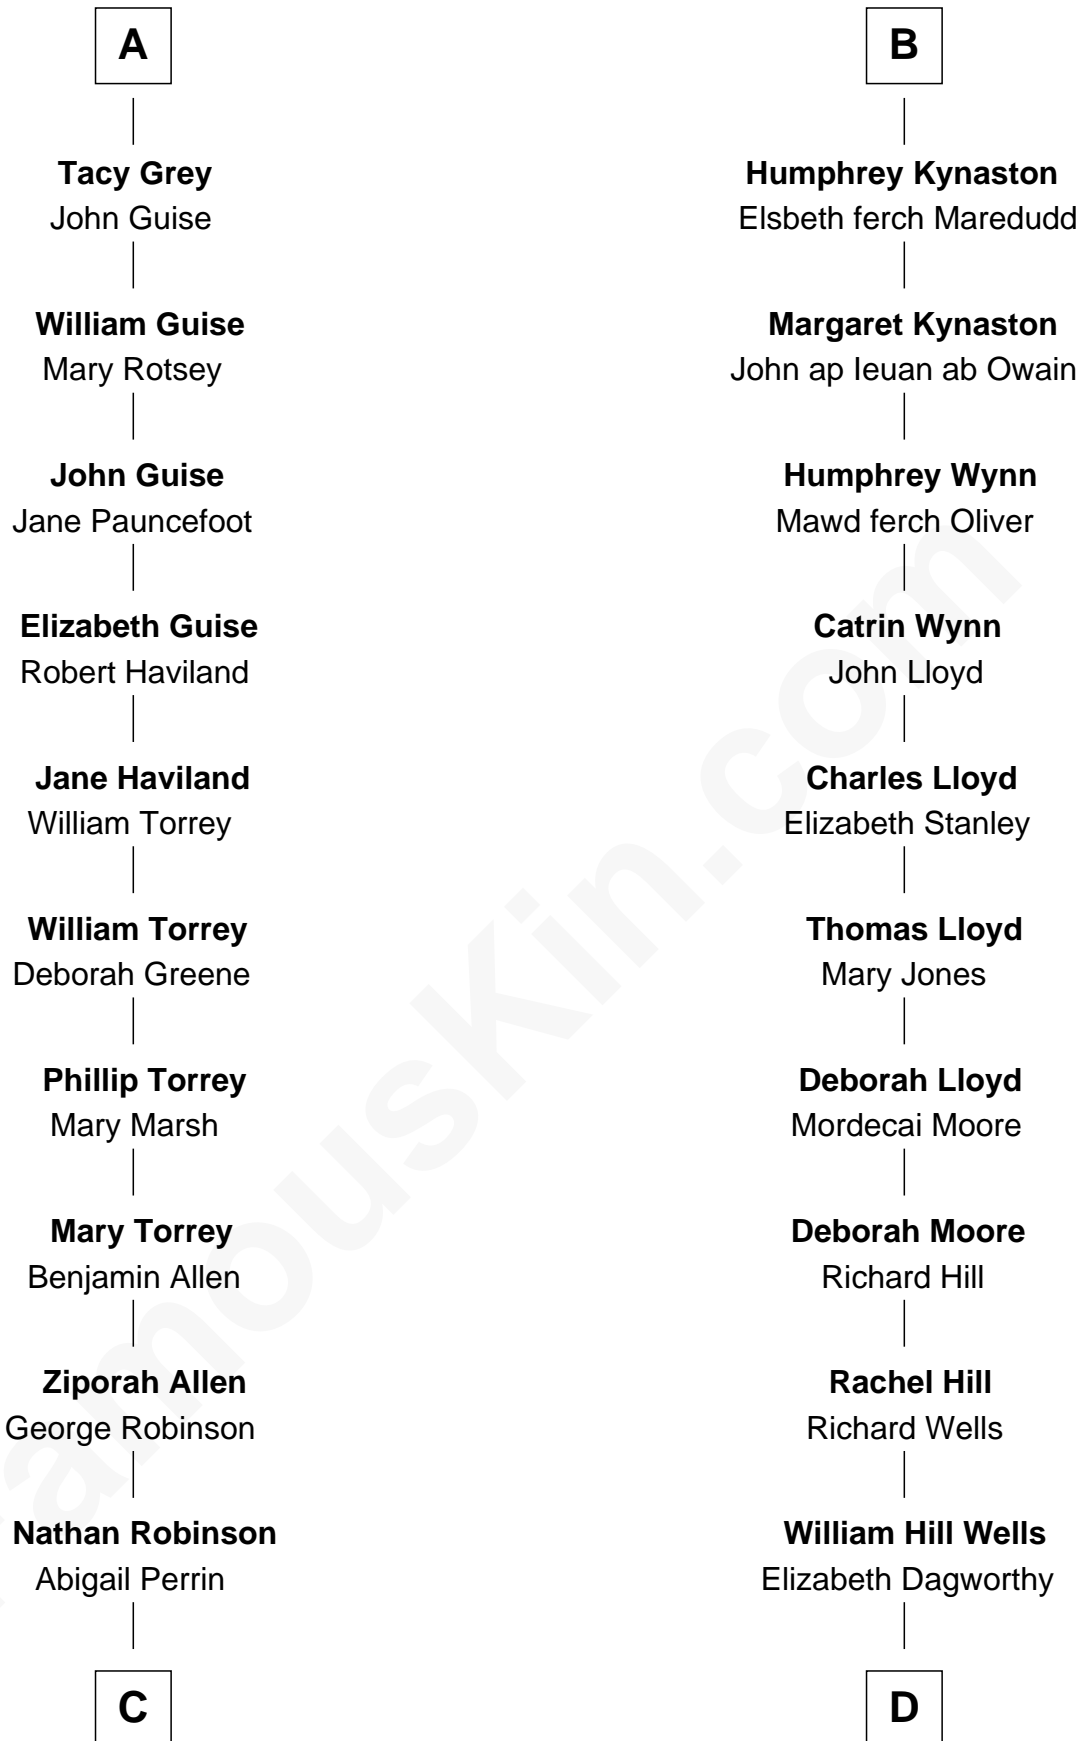 A
Tacy Grey
John Guise
William Guise
Mary Rotsey
John Guise
Jane Pauncefoot
Elizabeth Guise
Robert Haviland
Jane Haviland
William Torrey
William Torrey
Deborah Greene
Phillip Torrey
Mary Marsh
Mary Torrey
Benjamin Allen
Ziporah Allen
George Robinson
Nathan Robinson
Abigail Perrin
C
B
Humphrey Kynaston
Elsbeth ferch Maredudd
Margaret Kynaston
John ap Ieuan ab Owain
Humphrey Wynn
Mawd ferch Oliver
Catrin Wynn
John Lloyd
Charles Lloyd
Elizabeth Stanley
Thomas Lloyd
Mary Jones
Deborah Lloyd
Mordecai Moore
Deborah Moore
Richard Hill
Rachel Hill
Richard Wells
William Hill Wells
Elizabeth Dagworthy
D
FamousKin.com